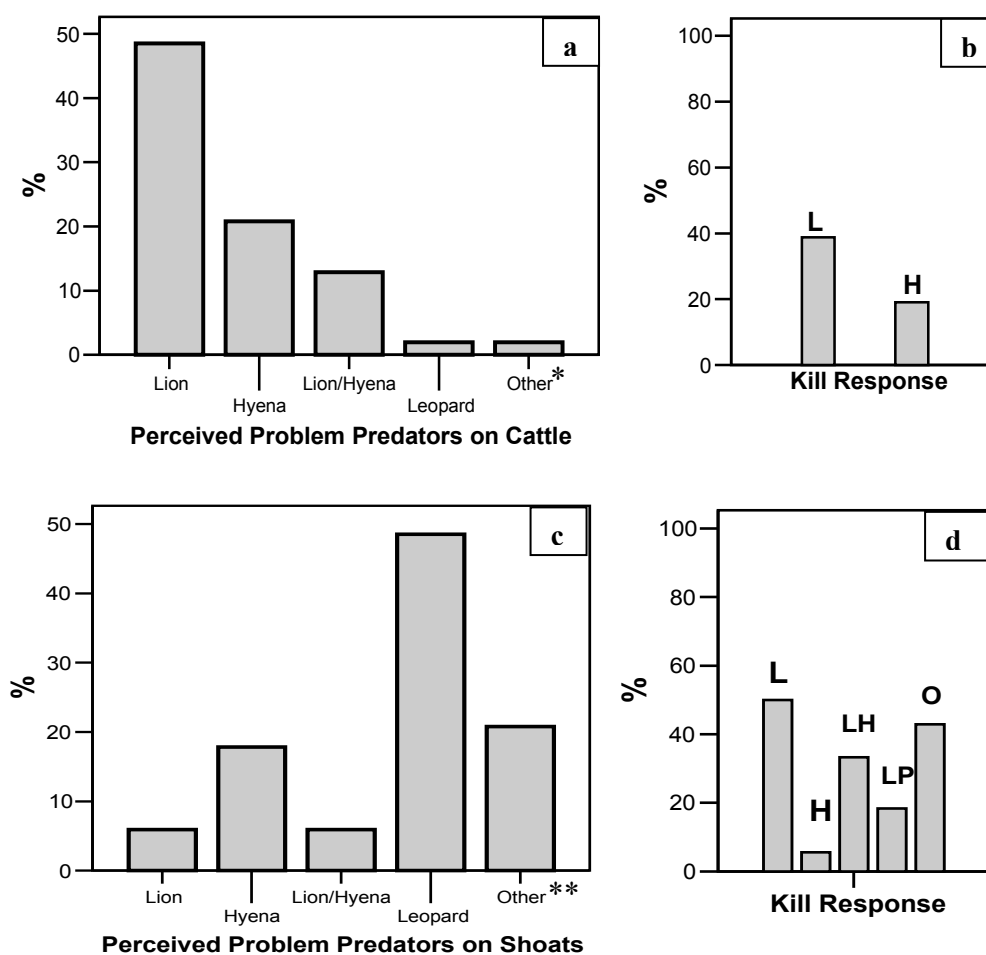 a
50
40
30
20
10
0
%
Lion
Hyena
Lion/Hyena
Leopard
Other*
Perceived Problem Predators on Cattle
b
100
80
60
40
20
0
%
L
H
Kill Response
c
50
40
30
20
10
0
%
Lion
Hyena
Lion/Hyena
Leopard
Other**
Perceived Problem Predators on Shoats
d
100
80
60
40
20
0
%
L
H
LH
LP
O
Kill Response